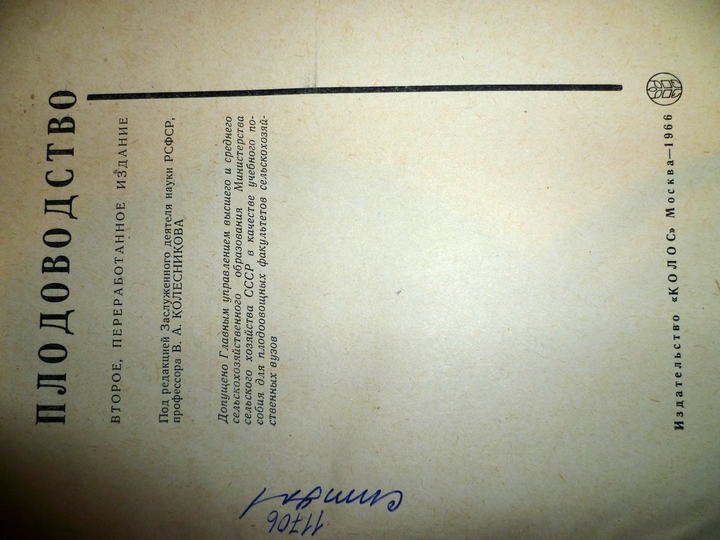 ПЛОДОВОДСТВО
ВТОРОЕ, ПЕРЕРАБОТАННОЕ ИЗДАНИЕ
Под редакцией Заслуженного деятеля науки РСФСР,
профессора В. А. КОЛЕСНИКОВА
Допущено Главным управлением высшего и среднего
сельскохозяйственного образования Министерства
сельского хозяйства СССР в качестве учебного по-
собия для плодоовощных факультетов сельскохозяй-
ственных вузов
11706
Издательство «КОЛОС» Москва—1966